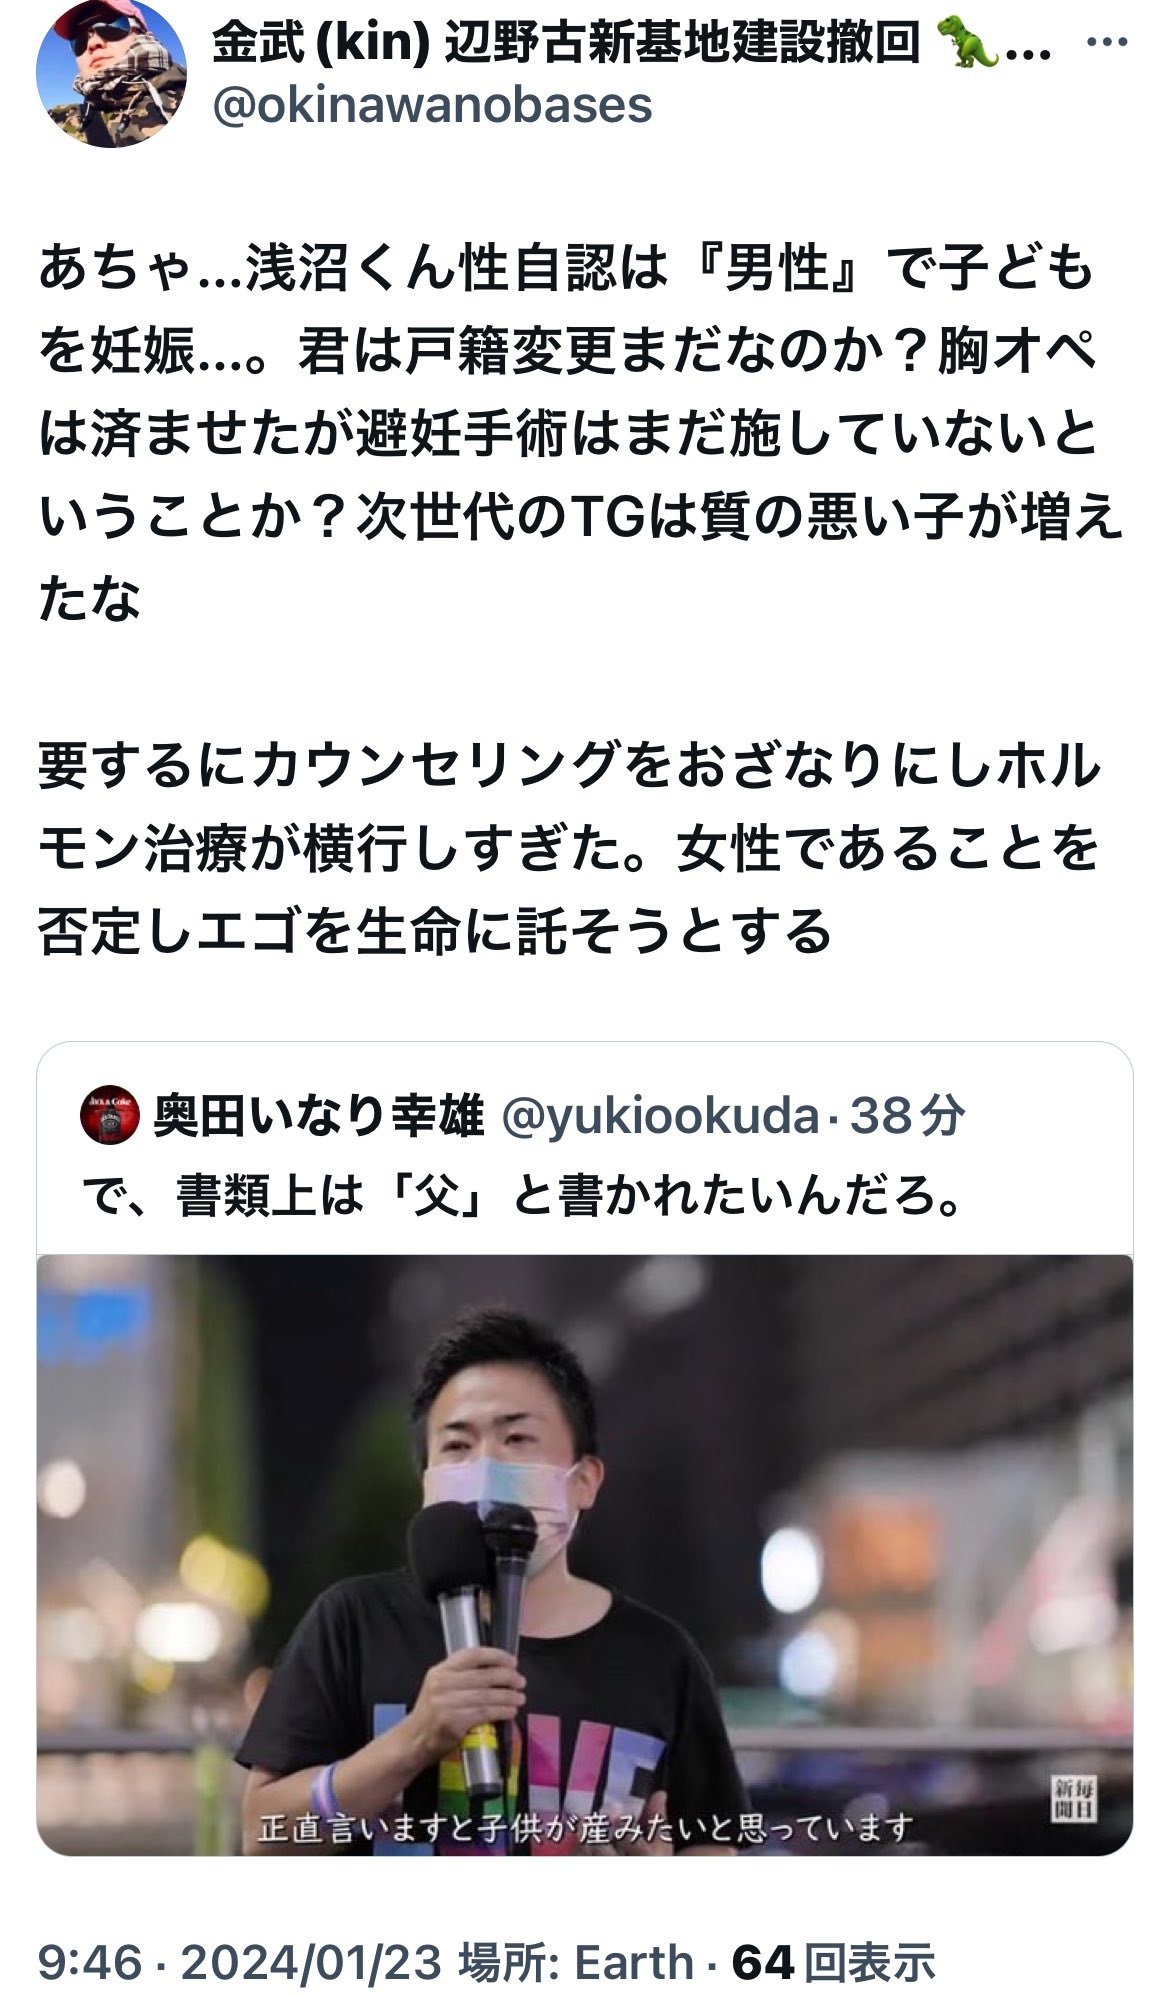 金武 (kin) 辺野古新基地建設撤回 🦖...
@okinawanobases
あちゃ...浅沼くん性自認は『男性』で子ども
を妊娠...。君は戸籍変更まだなのか？胸オペ
は済ませたが避妊手術はまだ施していないと
いうことか？次世代のTGは質の悪い子が増え
たな
要するにカウンセリングをおざなりにしホル
モン治療が横行しすぎた。女性であることを
否定しエゴを生命に託そうとする
奥田いなり幸雄 @yukiookuda · 38分
で、書類上は「父」と書かれたいんだろ。
LOVE
毎日
新聞
正直言いますと子供が産みたいと思っています
9:46 · 2024/01/23 場所: Earth · 64回表示